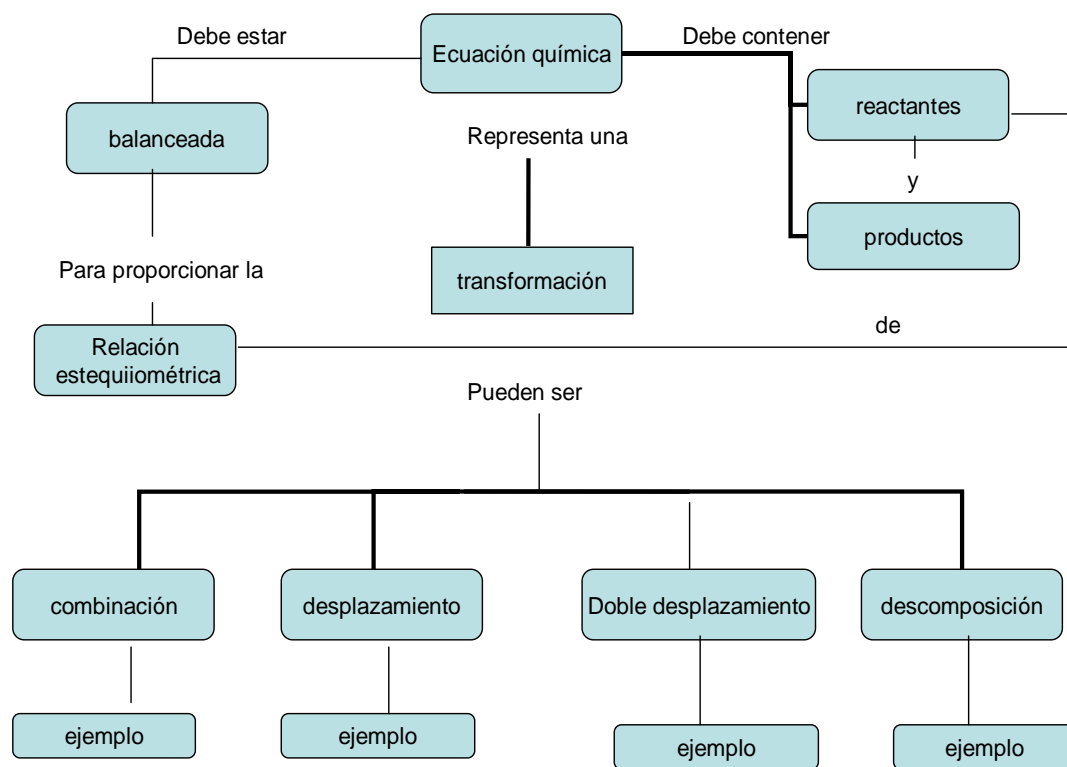 Debe estar
Ecuación química
Debe contener
reactantes
balanceada
Representa una
y
productos
Para proporcionar la
transformación
de
Relación
estequiiométrica
Pueden ser
combinación
desplazamiento
Doble desplazamiento
descomposición
ejemplo
ejemplo
ejemplo
ejemplo